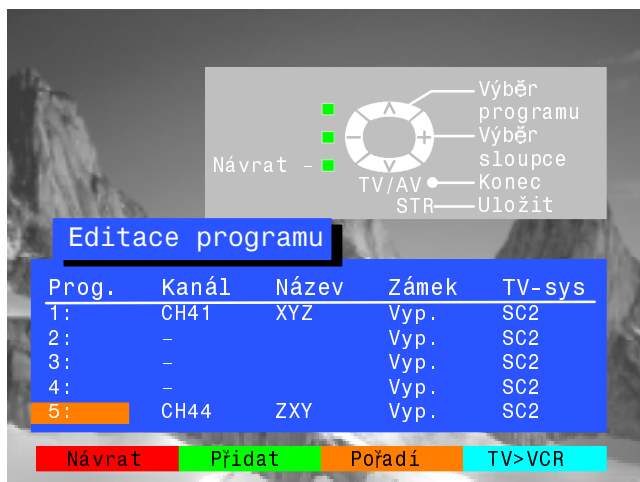 Výběr
programu
Výběr
sloupce
Návrat –
TV/AV
Konec
STR
Uložit
Editace programu
Prog. Kanál Název Zámek TV-sys
1: CH41 XYZ Vyp. SC2
2: – Vyp. SC2
3: – Vyp. SC2
4: – Vyp. SC2
5: CH44 ZXY Vyp. SC2
Návrat Přidat Pořadí TV>VCR